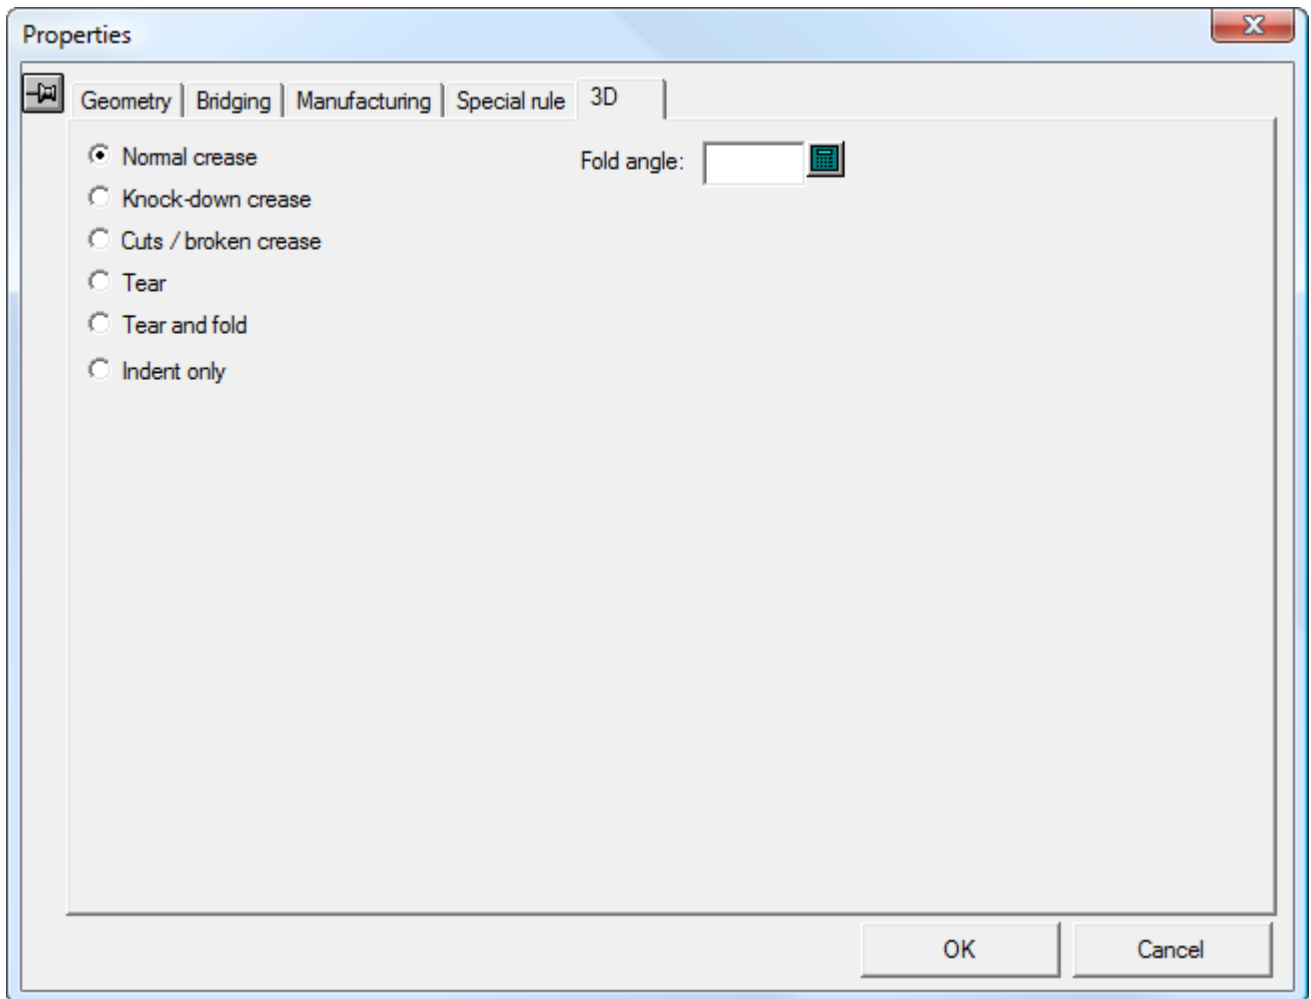 Properties
Geometry Bridging Manufacturing Special rule 3D
Normal crease Fold angle:
Knock-down crease
Cuts / broken crease
Tear
Tear and fold
Indent only
OK Cancel